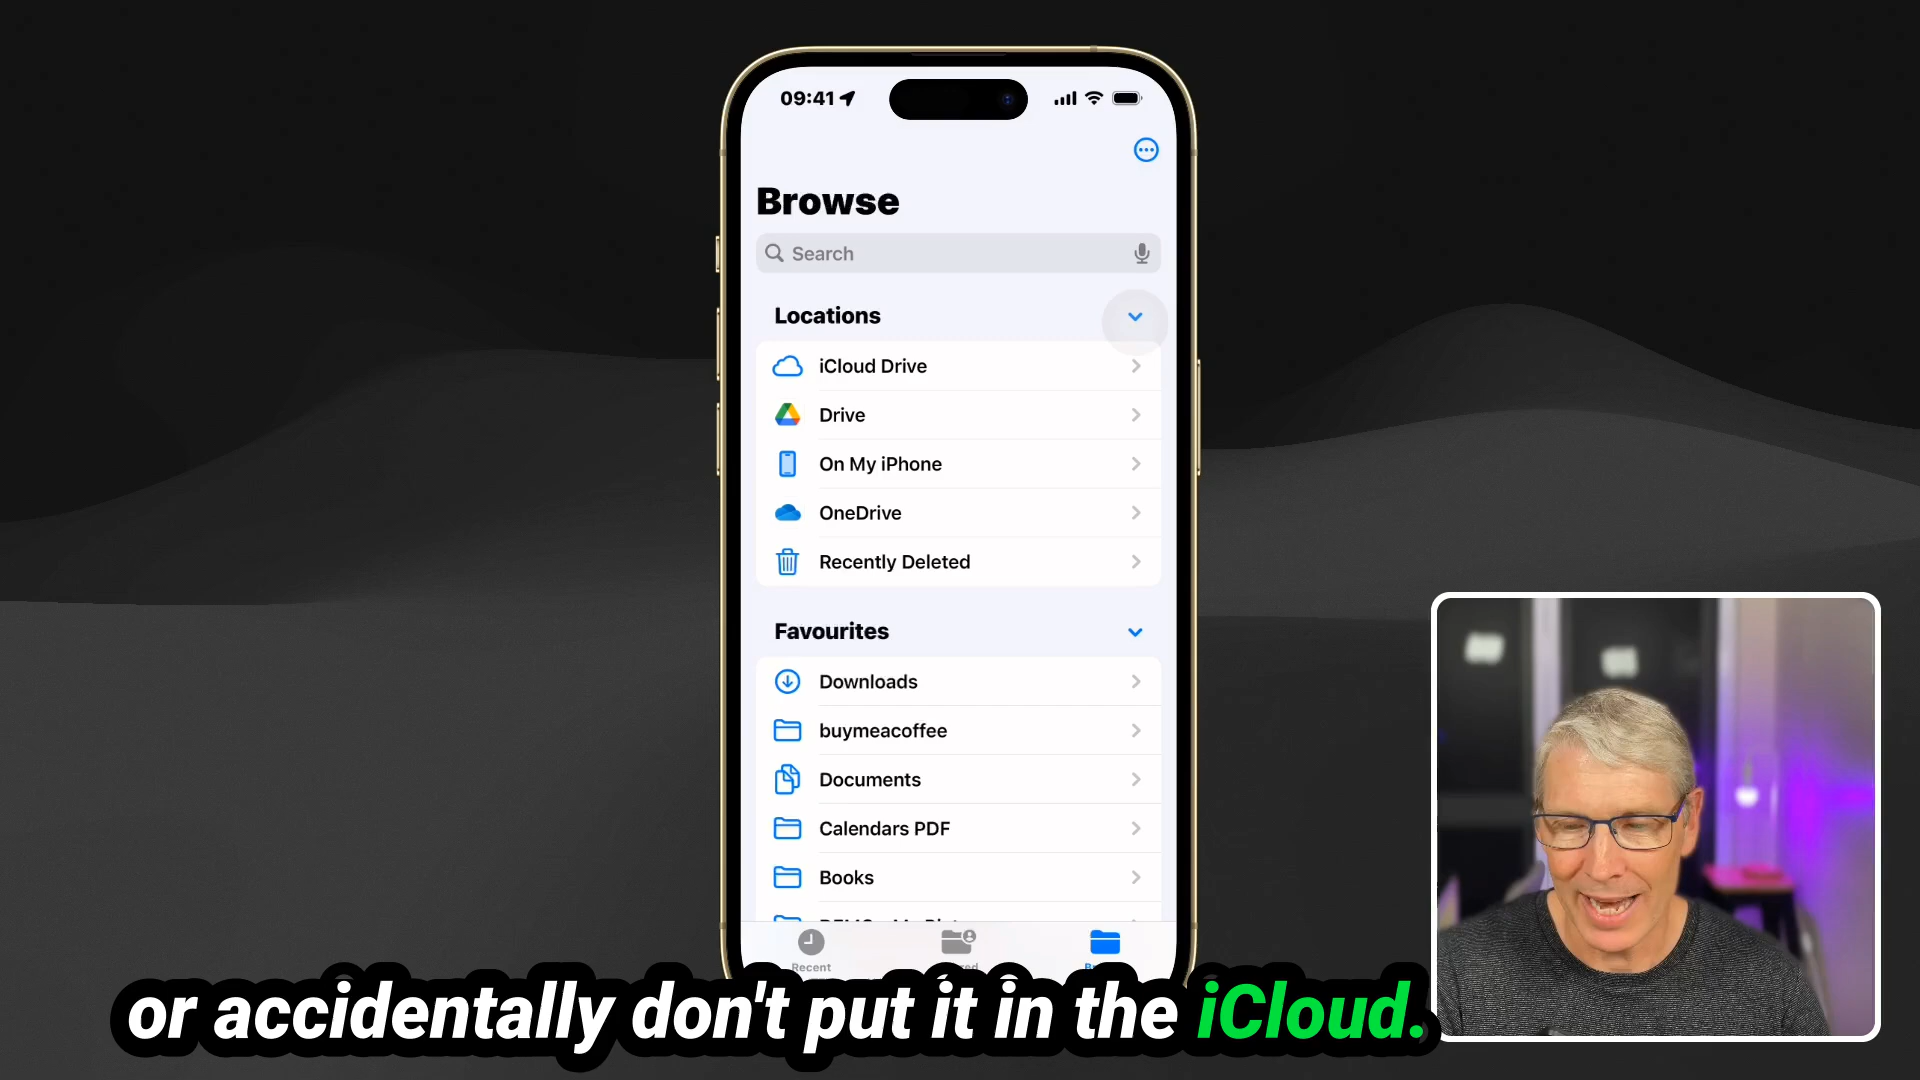 09:41
Browse
Search
Locations
iCloud Drive
Drive
On My iPhone
OneDrive
Recently Deleted
Favourites
Downloads
buymeacoffee
Documents
Calendars PDF
Books
Recent
or accidentally don't put it in the iCloud.